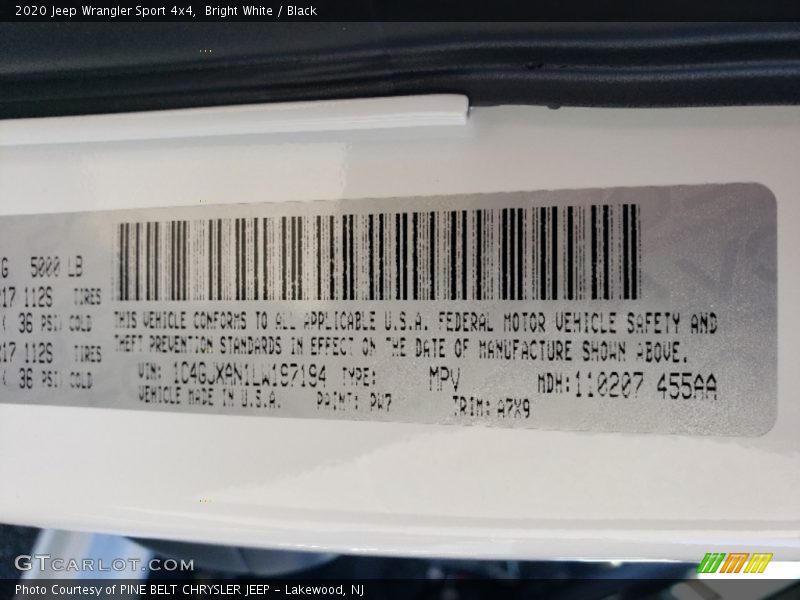 2020 Jeep Wrangler Sport 4x4,  Bright White / Black
G 5000 LB
217 112S TIRES
( 36 PSI) COLD
217 112S TIRES
( 36 PSI) COLD
THIS VEHICLE CONFORMS TO ALL APPLICABLE U.S.A. FEDERAL MOTOR VEHICLE SAFETY AND
THEFT PREVENTION STANDARDS IN EFFECT ON THE DATE OF MANUFACTURE SHOWN ABOVE.
VIN: 1C4GJXAN1LW197194 TYPE: MPV MDH:110207 455AA
VEHICLE MADE IN U.S.A. PAINT: PW7 TRIM: A7X9
GTcarlot.com
Photo Courtesy of PINE BELT CHRYSLER JEEP – Lakewood, NJ